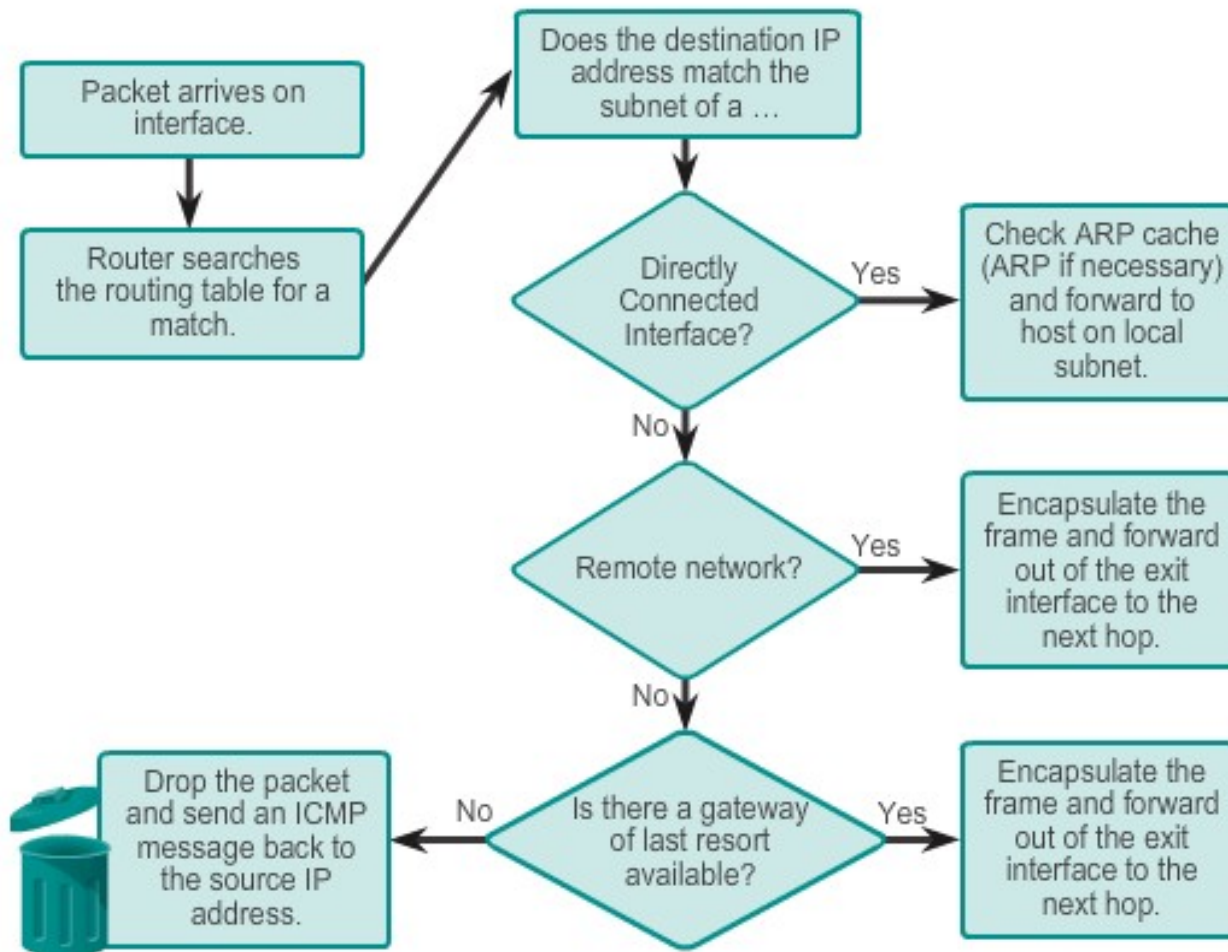 Packet arrives on
interface.
Router searches
the routing table for a
match.
Does the destination IP
address match the
subnet of a …
Directly
Connected
Interface?
Yes
Check ARP cache
(ARP if necessary)
and forward to
host on local
subnet.
No
Remote network?
Yes
Encapsulate the
frame and forward
out of the exit
interface to the
next hop.
No
Is there a gateway
of last resort
available?
Yes
Encapsulate the
frame and forward
out of the exit
interface to the
next hop.
No
Drop the packet
and send an ICMP
message back to
the source IP
address.